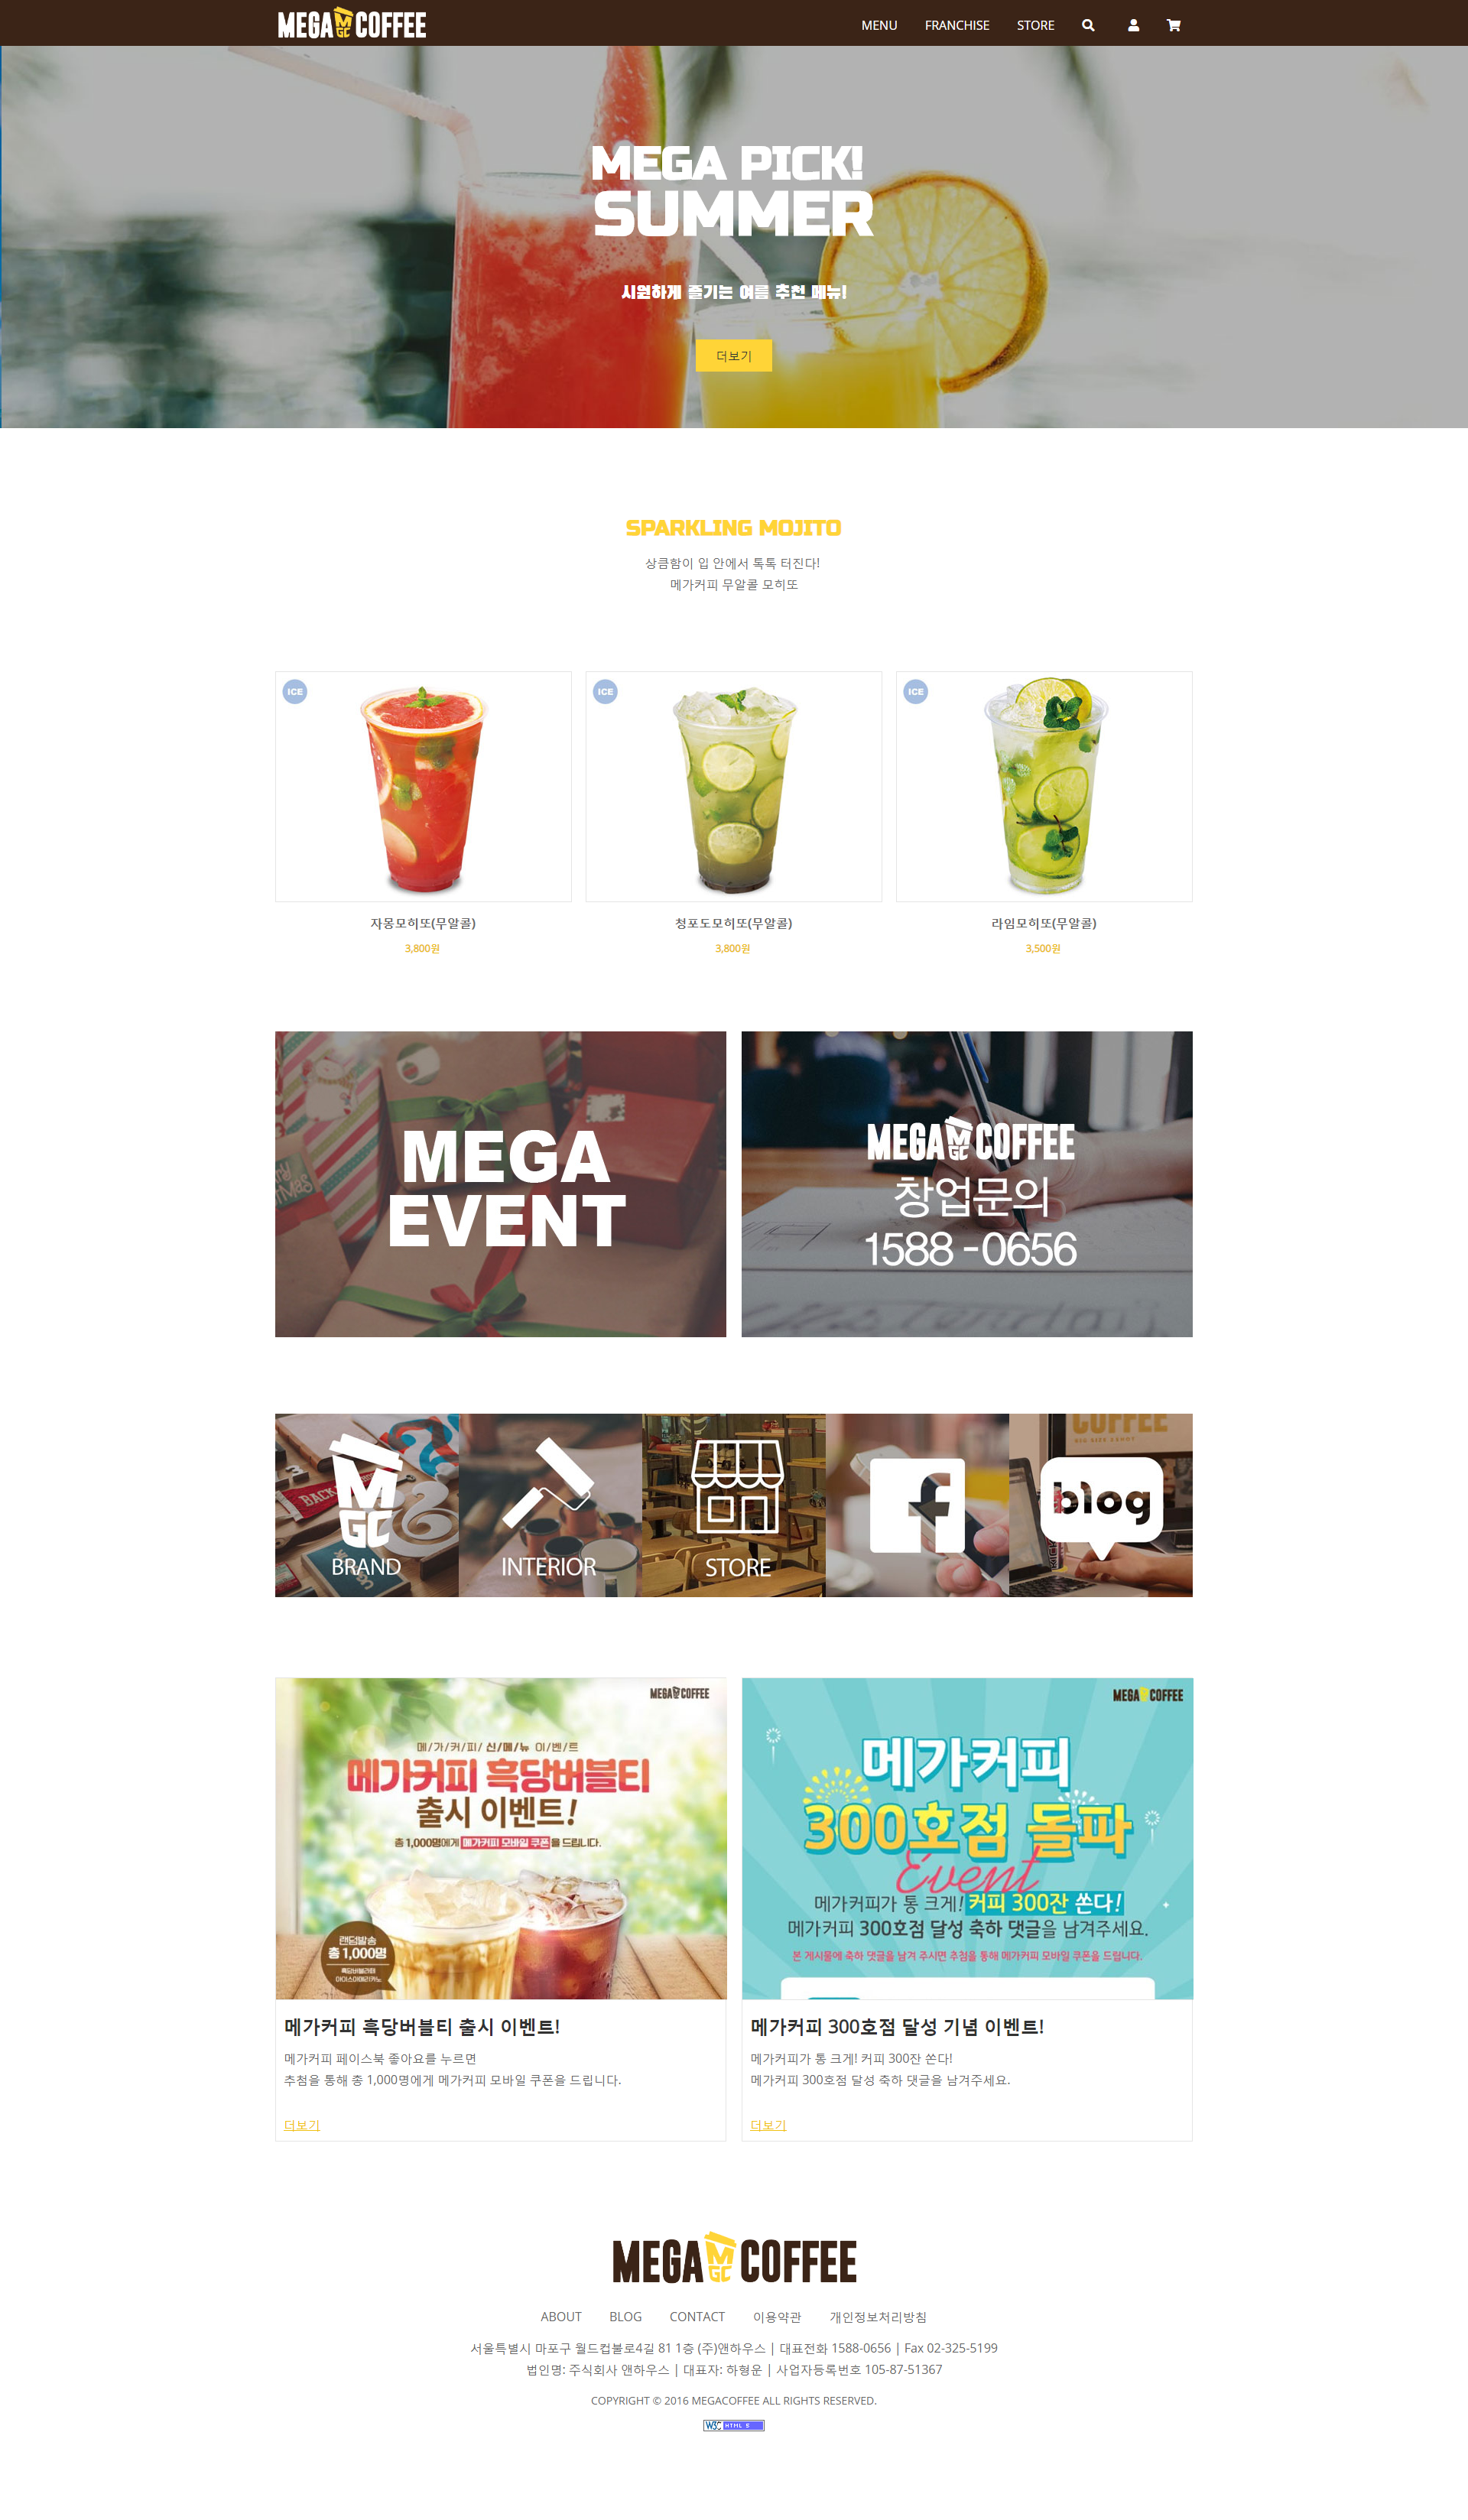 MEGA MGC COFFEE
MENU FRANCHISE STORE
MEGA PICK!
SUMMER
시원하게 즐기는 여름 추천 메뉴!
더보기
SPARKLING MOJITO
상큼함이 입 안에서 톡톡 터진다!
메가커피 무알콜 모히또
ICE
ICE
ICE
자몽모히또(무알콜)
3,800원
청포도모히또(무알콜)
3,800원
라임모히또(무알콜)
3,500원
MEGA
EVENT
MEGA MGC COFFEE
창업문의
1588 -0656
BACK
MGC
BRAND
INTERIOR
STORE
f
COFFEE
blog
MEGA MGC COFFEE
메/가/커/피/ 신/메/뉴 이/벤/트
메가커피 흑당버블티
출시 이벤트!
총 1,000명에게 메가커피 모바일 쿠폰을 드립니다.
랜덤발송
총 1,000명
흑당버블라떼
아이스아메리카노
메가커피 흑당버블티 출시 이벤트!
메가커피 페이스북 좋아요를 누르면
추첨을 통해 총 1,000명에게 메가커피 모바일 쿠폰을 드립니다.
더보기
MEGA MGC COFFEE
메가커피
300호점 돌파
Event
메가커피가 통 크게! 커피 300잔 쏜다!
메가커피 300호점 달성 축하 댓글을 남겨주세요.
본 게시물에 축하 댓글을 남겨 주시면 추첨을 통해 메가커피 모바일 쿠폰을 드립니다.
메가커피 300호점 달성 기념 이벤트!
메가커피가 통 크게! 커피 300잔 쏜다!
메가커피 300호점 달성 축하 댓글을 남겨주세요.
더보기
MEGA MGC COFFEE
ABOUT BLOG CONTACT 이용약관 개인정보처리방침
서울특별시 마포구 월드컵불로4길 81 1층 (주)앤하우스 | 대표전화 1588-0656 | Fax 02-325-5199
법인명: 주식회사 앤하우스 | 대표자: 하형운 | 사업자등록번호 105-87-51367
COPYRIGHT © 2016 MEGACOFFEE ALL RIGHTS RESERVED.
W3C HTML 5